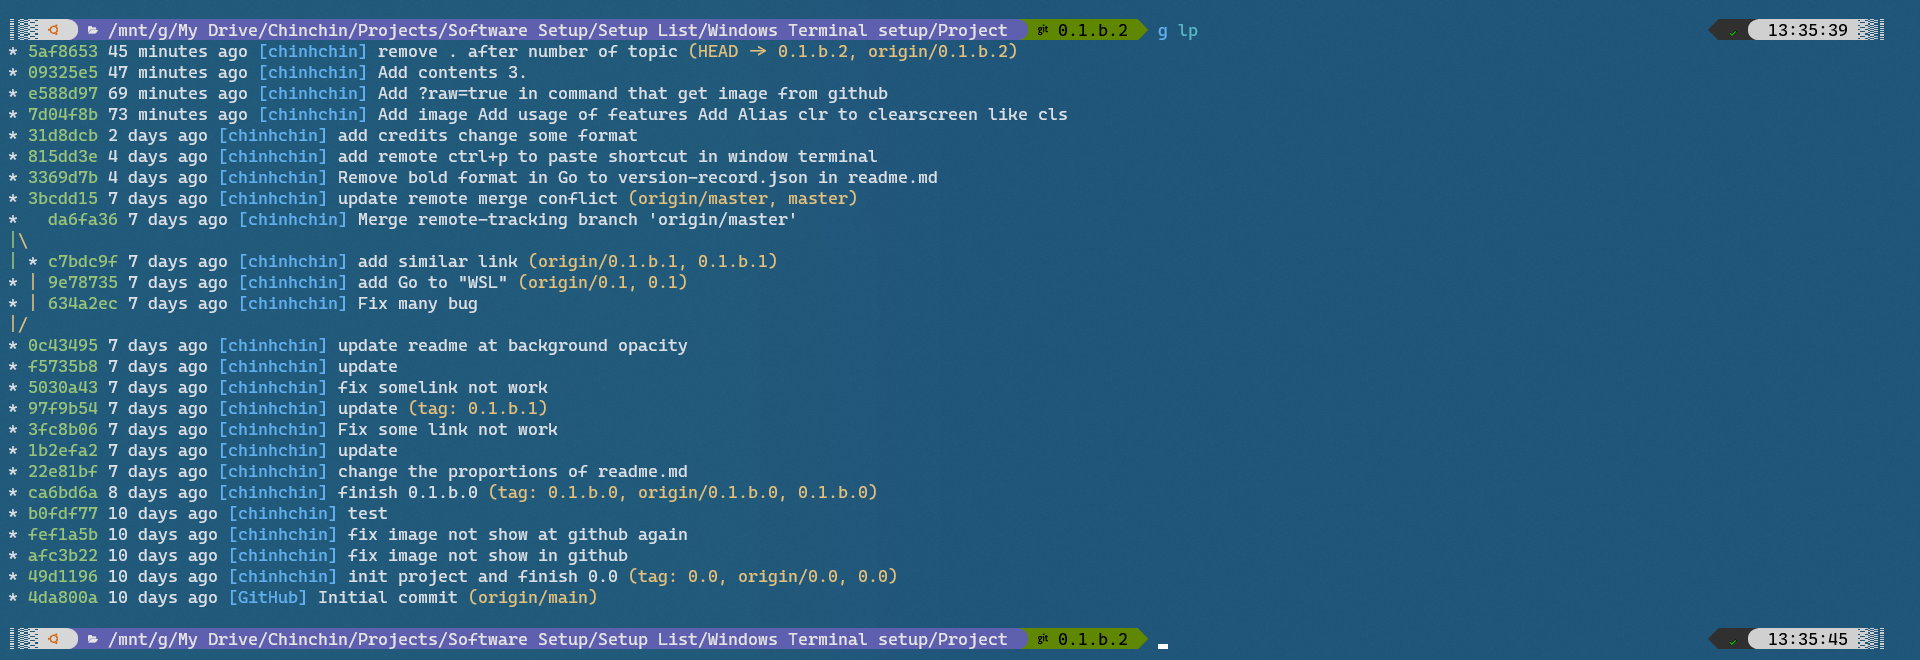 /mnt/g/My Drive/Chinchin/Projects/Software Setup/Setup List/Windows Terminal setup/Project git 0.1.b.2 g lp 13:35:39
* 5af8653 45 minutes ago [chinhchin] remove . after number of topic (HEAD → 0.1.b.2, origin/0.1.b.2)
* 09325e5 47 minutes ago [chinhchin] Add contents 3.
* e588d97 69 minutes ago [chinhchin] Add ?raw=true in command that get image from github
* 7d04f8b 73 minutes ago [chinhchin] Add image Add usage of features Add Alias clr to clearscreen like cls
* 31d8dcb 2 days ago [chinhchin] add credits change some format
* 815dd3e 4 days ago [chinhchin] add remote ctrl+p to paste shortcut in window terminal
* 3369d7b 4 days ago [chinhchin] Remove bold format in Go to version-record.json in readme.md
* 3bcdd15 7 days ago [chinhchin] update remote merge conflict (origin/master, master)
*   da6fa36 7 days ago [chinhchin] Merge remote-tracking branch 'origin/master'
|\
| * c7bdc9f 7 days ago [chinhchin] add similar link (origin/0.1.b.1, 0.1.b.1)
* | 9e78735 7 days ago [chinhchin] add Go to "WSL" (origin/0.1, 0.1)
* | 634a2ec 7 days ago [chinhchin] Fix many bug
|/
* 0c43495 7 days ago [chinhchin] update readme at background opacity
* f5735b8 7 days ago [chinhchin] update
* 5030a43 7 days ago [chinhchin] fix somelink not work
* 97f9b54 7 days ago [chinhchin] update (tag: 0.1.b.1)
* 3fc8b06 7 days ago [chinhchin] Fix some link not work
* 1b2efa2 7 days ago [chinhchin] update
* 22e81bf 7 days ago [chinhchin] change the proportions of readme.md
* ca6bd6a 8 days ago [chinhchin] finish 0.1.b.0 (tag: 0.1.b.0, origin/0.1.b.0, 0.1.b.0)
* b0fdf77 10 days ago [chinhchin] test
* fef1a5b 10 days ago [chinhchin] fix image not show at github again
* afc3b22 10 days ago [chinhchin] fix image not show in github
* 49d1196 10 days ago [chinhchin] init project and finish 0.0 (tag: 0.0, origin/0.0, 0.0)
* 4da800a 10 days ago [GitHub] Initial commit (origin/main)
/mnt/g/My Drive/Chinchin/Projects/Software Setup/Setup List/Windows Terminal setup/Project git 0.1.b.2 13:35:45